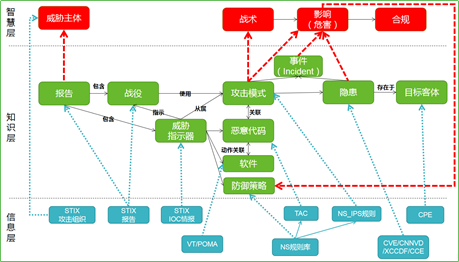 智慧层
威胁主体
战术
影响
（危害）
合规
知识层
事件
（Incident）
报告
包含
战役
使用
攻击模式
隐患
存在于
目标客体
指示
从属
关联
包含
威胁
指示器
恶意代码
动作关联
软件
防御策略
信息层
STIX
攻击组织
STIX
报告
STIX
IOC情报
TAC
NS_IPS规则
CPE
VT/POMA
NS规则库
CVE/CNNVD
/XCCDF/CCE